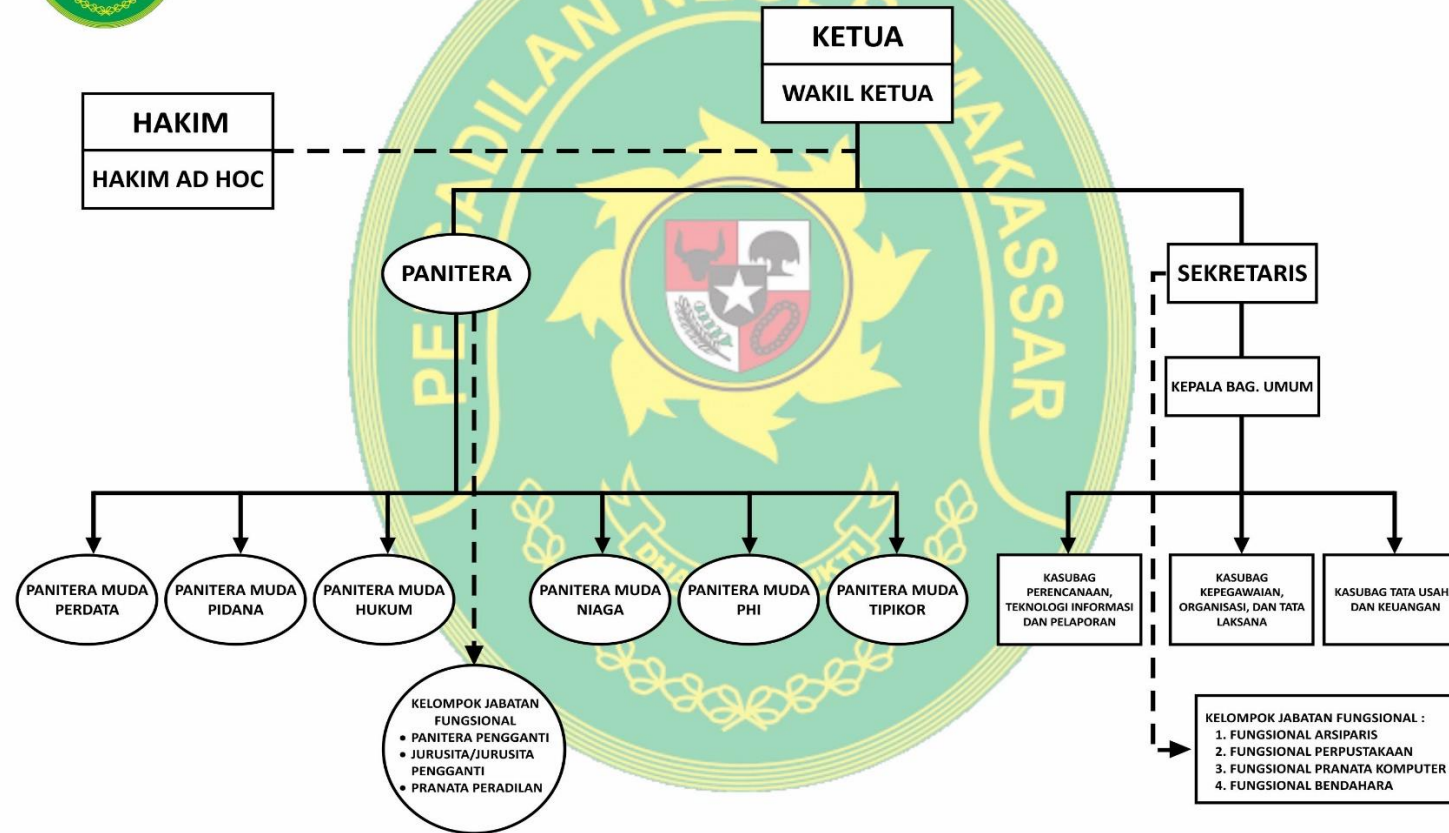 KETUA
WAKIL KETUA
HAKIM
HAKIM AD HOC
PANITERA
SEKRETARIS
KEPALA BAG. UMUM
PANITERA MUDA
PERDATA
PANITERA MUDA
PIDANA
PANITERA MUDA
HUKUM
PANITERA MUDA
NIAGA
PANITERA MUDA
PHI
PANITERA MUDA
TIPIKOR
KASUBAG
PERENCANAAN,
TEKNOLOGI INFORMASI
DAN PELAPORAN
KASUBAG
KEPEGAWAIAN,
ORGANISASI, DAN TATA
LAKSANA
KASUBAG TATA USAH
DAN KEUANGAN
KELOMPOK JABATAN
FUNGSIONAL
• PANITERA PENGGANTI
• JURUSITA/JURUSITA
PENGGANTI
• PRANATA PERADILAN
KELOMPOK JABATAN FUNGSIONAL :
1. FUNGSIONAL ARSIPARIS
2. FUNGSIONAL PERPUSTAKAAN
3. FUNGSIONAL PRANATA KOMPUTER
4. FUNGSIONAL BENDAHARA
MAKASSAR